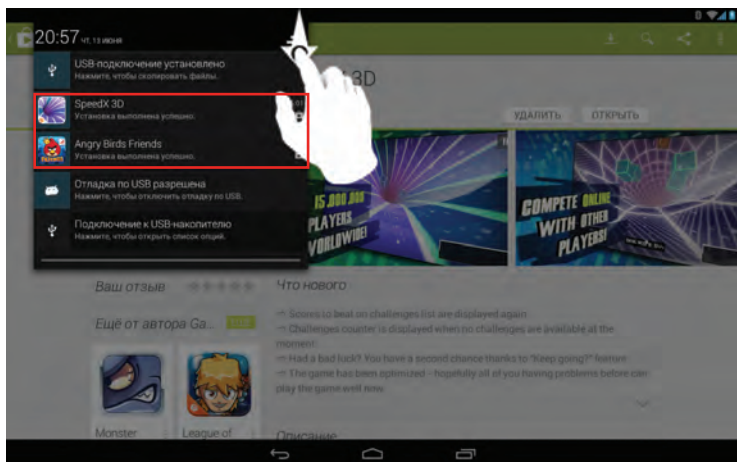 20:57 ЧТ, 13 ИЮНЯ
USB-подключение установлено
Нажмите, чтобы скопировать файлы.
3D
SpeedX 3D
Установка выполнена успешно.
Angry Birds Friends
Установка выполнена успешно.
УДАЛИТЬ ОТКРЫТЬ
Отладка по USB разрешена
Нажмите, чтобы отключить отладку по USB.
Подключение к USB-накопителю
Нажмите, чтобы открыть список опций.
15.000.000
PLAYERS
WORLDWIDE!
COMPETE ONLINE
WITH OTHER
PLAYERS!
Ваш отзыв
Ещё от автора Ga...
Monster
League of
Что нового
→ Scores to beat on challenges list are displayed again
→ Challenges counter is displayed when no challenges are available at the
moment
→ Had a bad luck? You have a second chance thanks to "Keep going?" feature
→ The game has been optimized - hopefully all of you having problems before can
play the game well now
Описание